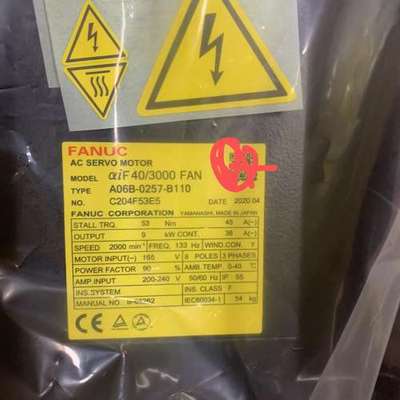 FANUC
AC SERVO MOTOR
MODEL αiF 40/3000 FAN
TYPE A06B-0257-B110
NO. C204F53E5 DATE 2020.04
FANUC CORPORATION YAMANASHI, MADE IN JAPAN
STALL TRQ. 53 Nm 45 A(~)
OUTPUT 9 kW CONT. 36 A(~)
SPEED 2000 min⁻¹ FREQ. 133 Hz WIND.CON. Y
MOTOR INPUT(~) 165 V 8 POLES 3 PHASES
POWER FACTOR 90 % AMB. TEMP. 0-40 ℃
AMP.INPUT 200-240 V 50/60 Hz IP 55
INS.SYSTEM INS. CLASS F
MANUAL NO. IEC60034-1 54 kg
CE